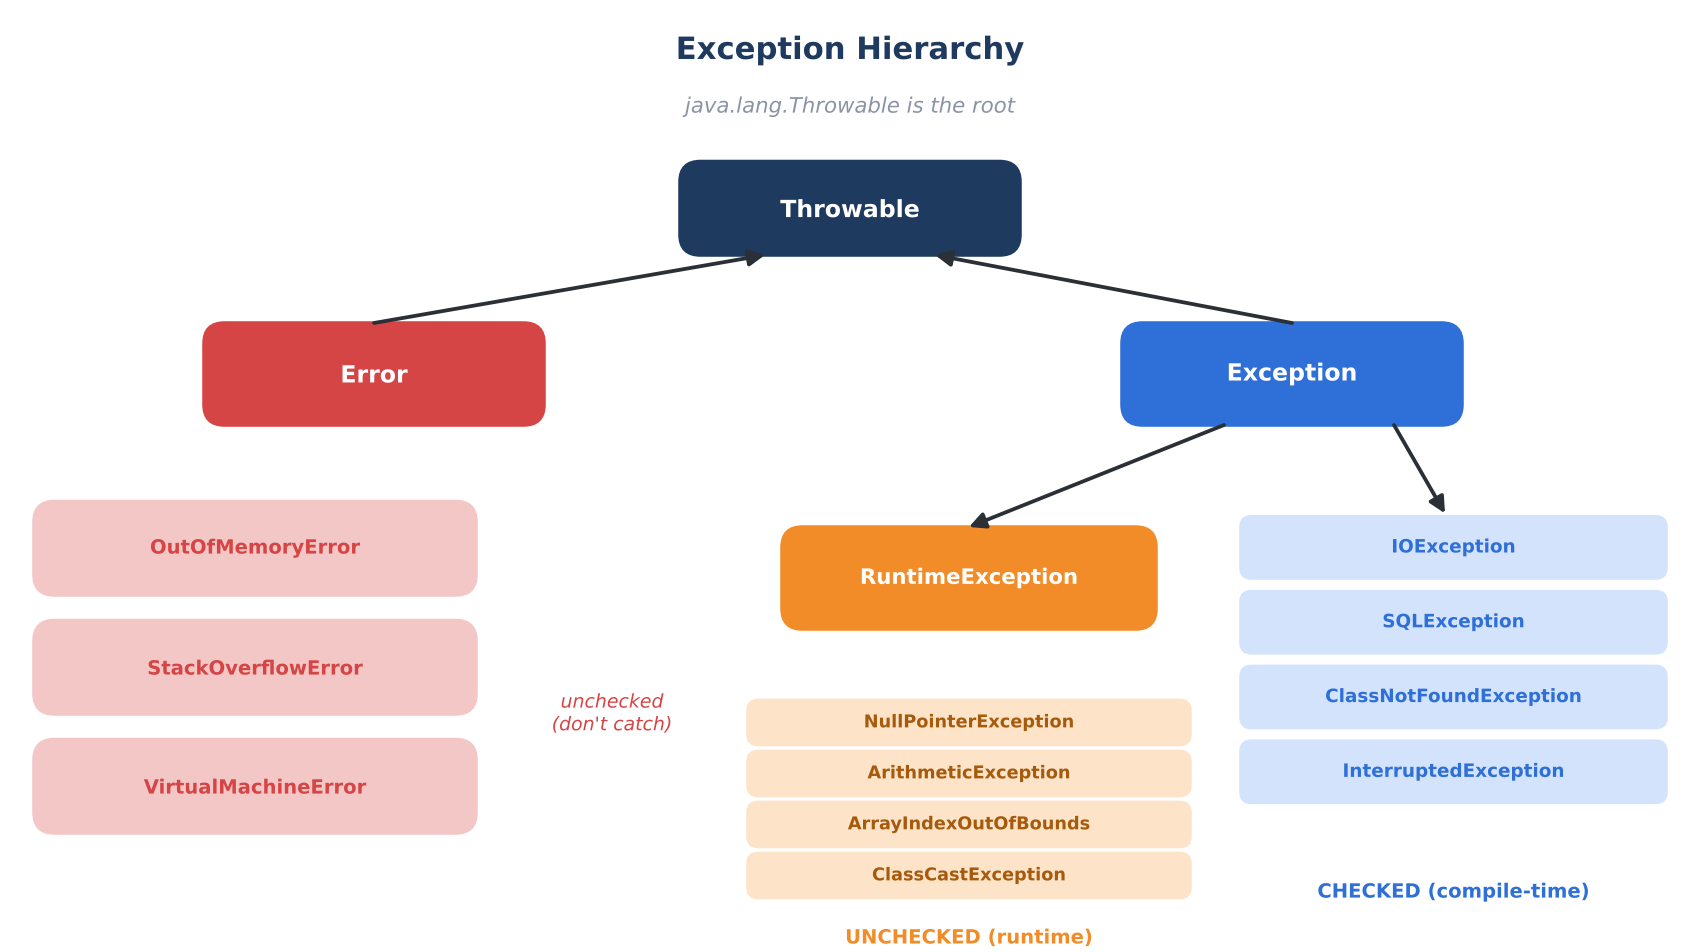 Exception Hierarchy
java.lang.Throwable is the root
Throwable
Error
Exception
OutOfMemoryError
StackOverflowError
VirtualMachineError
unchecked
(don't catch)
RuntimeException
NullPointerException
ArithmeticException
ArrayIndexOutOfBounds
ClassCastException
UNCHECKED (runtime)
IOException
SQLException
ClassNotFoundException
InterruptedException
CHECKED (compile-time)